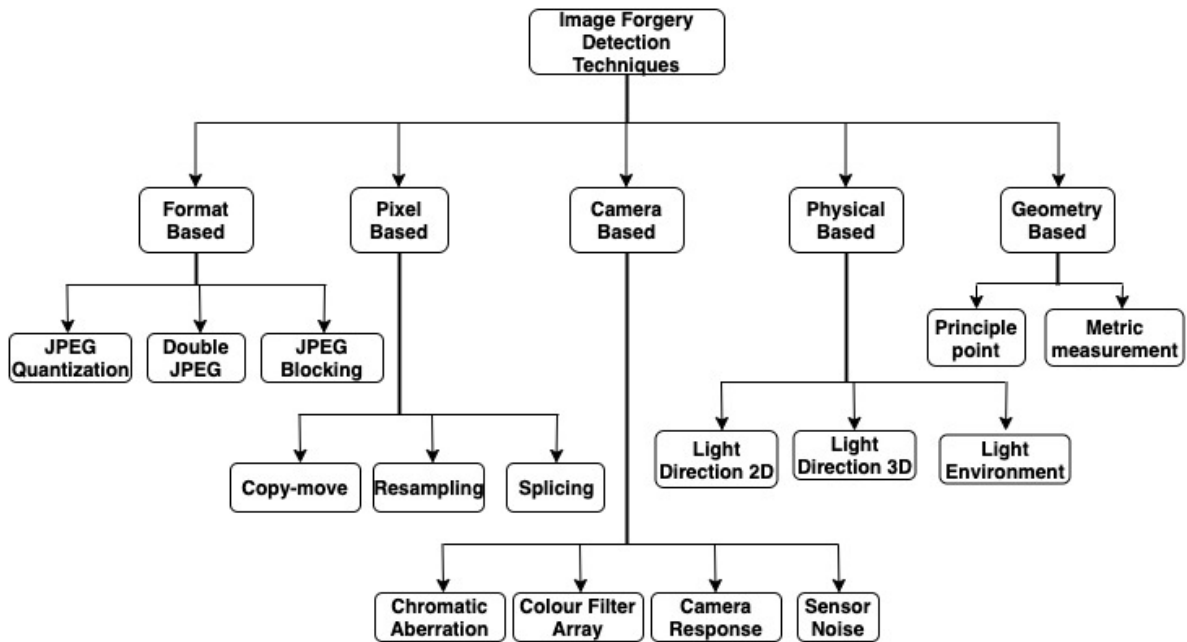 Image Forgery
Detection
Techniques
Format
Based
Pixel
Based
Camera
Based
Physical
Based
Geometry
Based
JPEG
Quantization
Double
JPEG
JPEG
Blocking
Principle
point
Metric
measurement
Copy-move
Resampling
Splicing
Light
Direction 2D
Light
Direction 3D
Light
Environment
Chromatic
Aberration
Colour Filter
Array
Camera
Response
Sensor
Noise